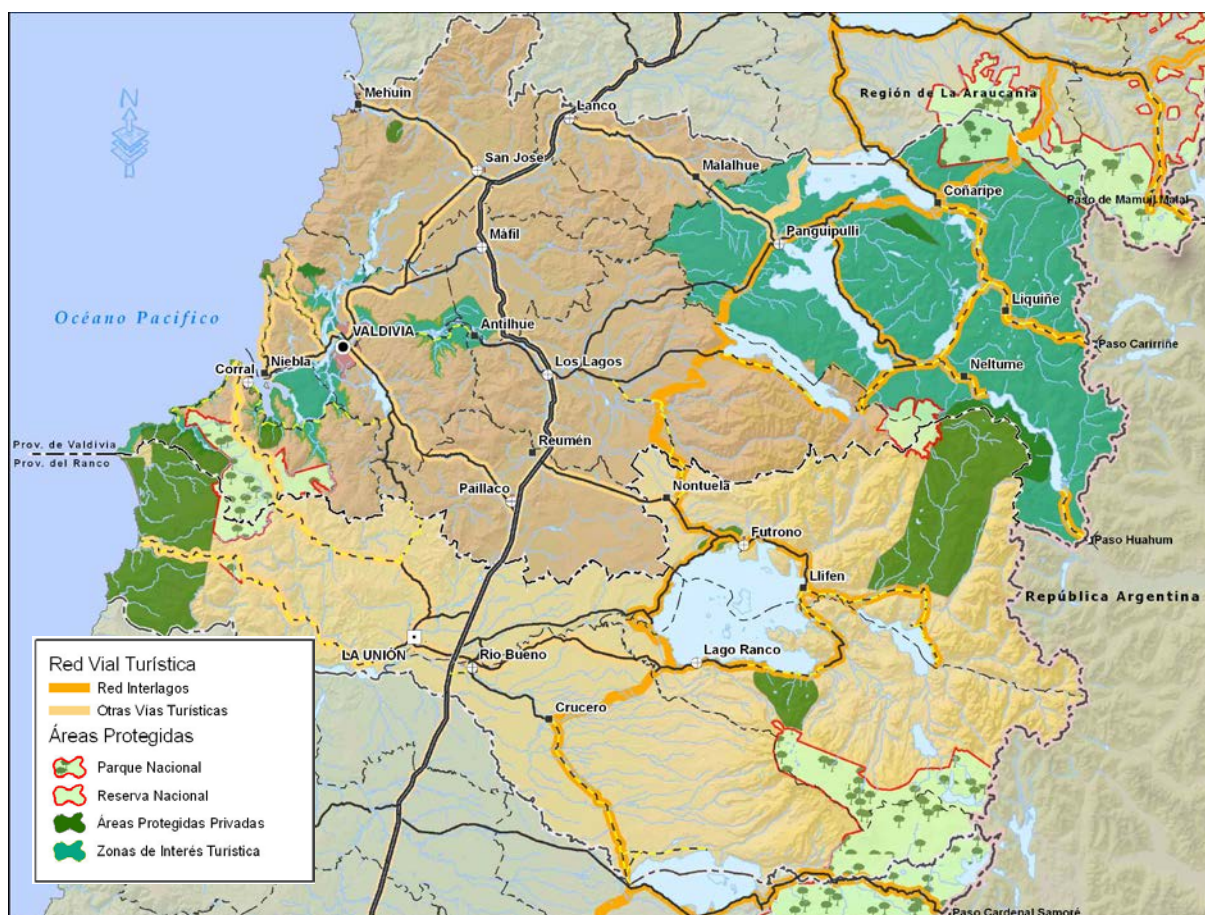 Mehuin
Lanco
Región de La Araucanía
San José
Malalhue
Coñaripe
Paso de Mamuil Malal
Panguipulli
Máfil
Liquiñe
Océano Pacífico
VALDIVIA
Antilhue
Paso Carirriñe
Niebla
Los Lagos
Neltume
Corral
Prov. de Valdivia
Prov. del Ranco
Reumén
Paillaco
Nontuela
Futrono
Paso Huahum
Llifen
República Argentina
LA UNIÓN
Rio Bueno
Lago Ranco
Crucero
Paso Cardenal Samoré
N
Red Vial Turística
Red Interlagos
Otras Vías Turísticas
Áreas Protegidas
Parque Nacional
Reserva Nacional
Áreas Protegidas Privadas
Zonas de Interés Turística